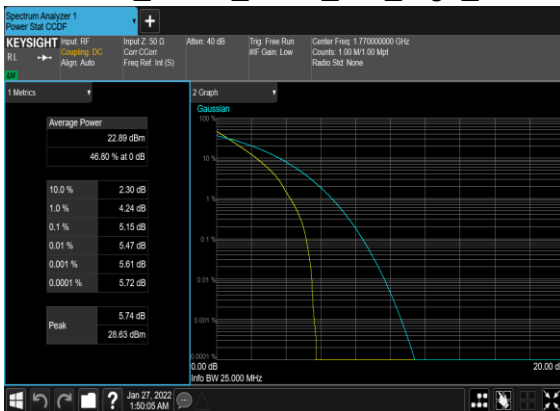 Spectrum Analyzer 1
Power Stat CCDF
+
KEYSIGHT
RL
LV
Input: RF
Coupling: DC
Align: Auto
Input Z: 50 Ω
Corr CCorr
Freq Ref: Int (S)
Atten: 40 dB
Trig: Free Run
#IF Gain: Low
Center Freq: 1.770000000 GHz
Counts: 1.00 M/1.00 Mpt
Radio Std: None
1 Metrics
Average Power
22.89 dBm
46.80 % at 0 dB
10.0 % 2.30 dB
1.0 % 4.24 dB
0.1 % 5.15 dB
0.01 % 5.47 dB
0.001 % 5.61 dB
0.0001 % 5.72 dB
Peak
5.74 dB
28.63 dBm
2 Graph
Gaussian
100 %
10 %
1 %
0.1 %
0.01 %
0.001 %
0.0001 %
0.00 dB
20.00 d
Info BW 25.000 MHz
?
Jan 27, 2022
1:50:05 AM